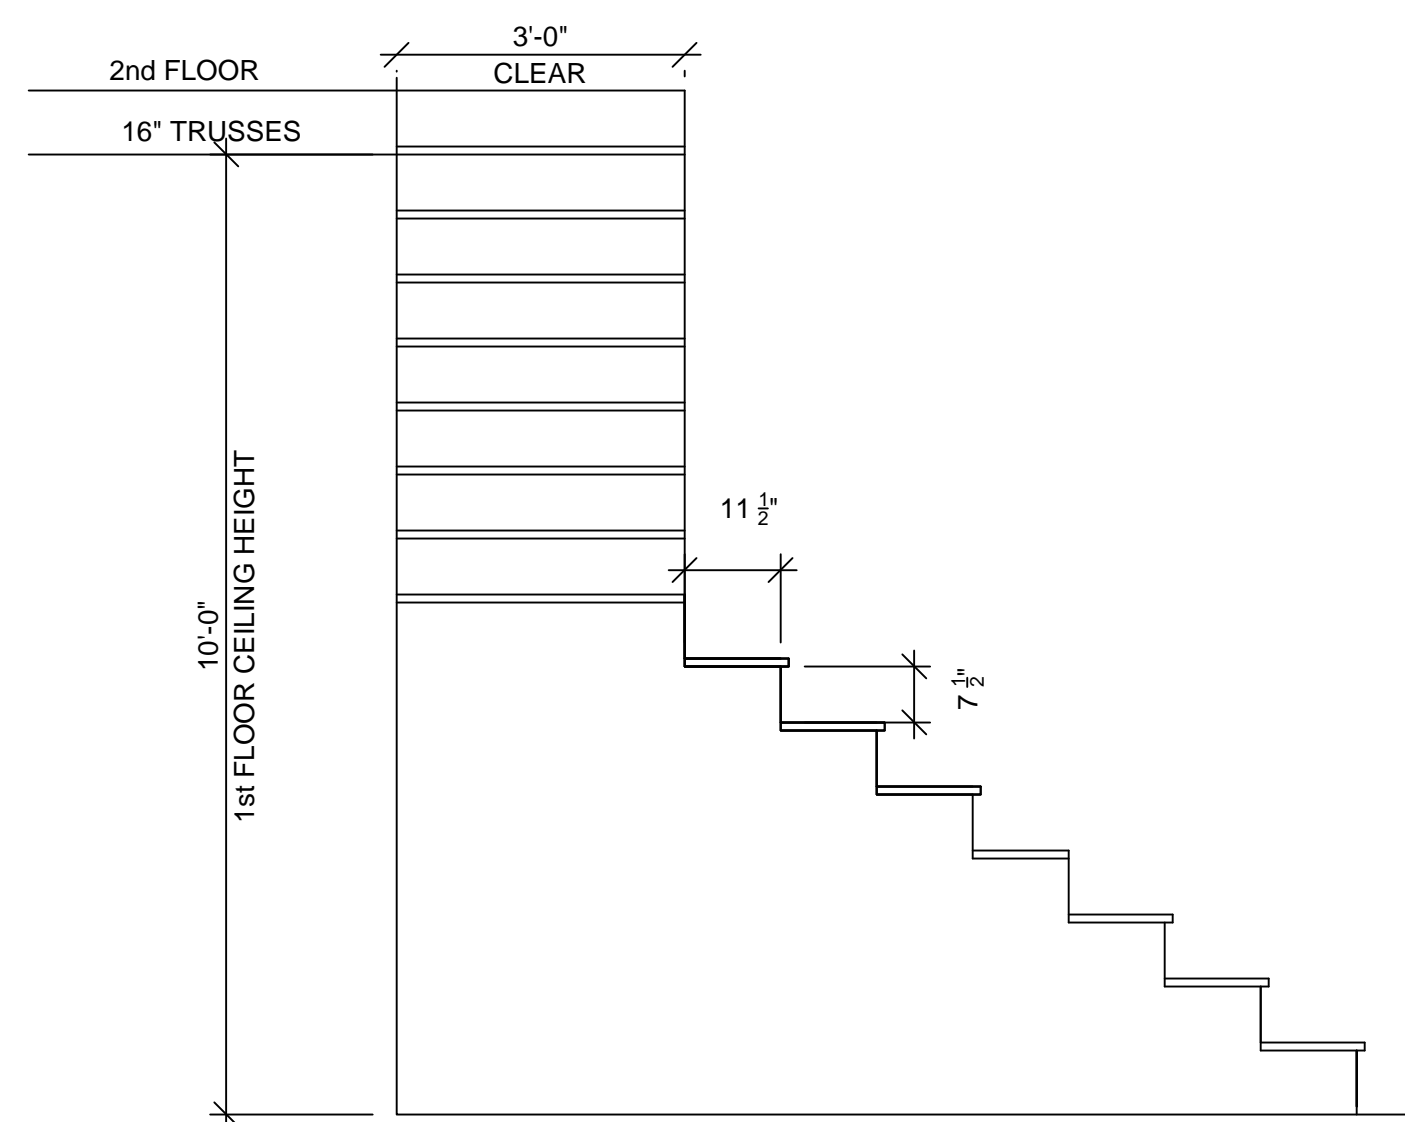 3'-0"
CLEAR
2nd FLOOR
16" TRUSSES
11 1/2"
7 1/2"
10'-0"
1st FLOOR CEILING HEIGHT